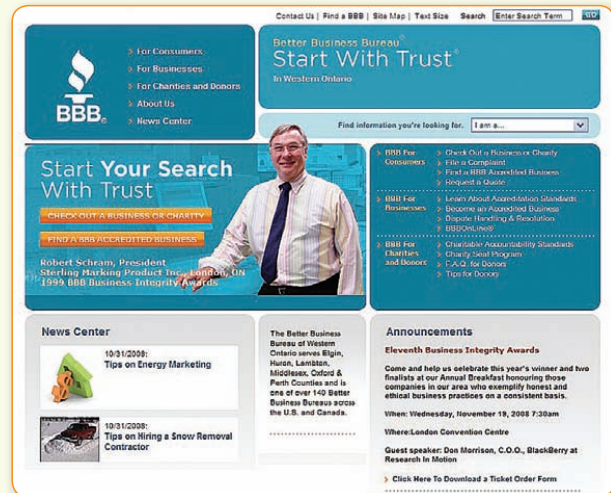 Contact Us | Find a BBB | Site Map | Text Size Search Enter Search Term GO
BBB®
> For Consumers
> For Businesses
> For Charities and Donors
> About Us
> News Center
Better Business Bureau®
Start With Trust®
In Western Ontario
Find information you're looking for. I am a...
Start Your Search
With Trust
CHECK OUT A BUSINESS OR CHARITY
FIND A BBB ACCREDITED BUSINESS
Robert Schram, President
Sterling Marking Product Inc., London, ON
1999 BBB Business Integrity Awards
> BBB For
Consumers
> Check Out a Business or Charity
> File a Complaint
> Find a BBB Accredited Business
> Request a Quote
> BBB For
Businesses
> Learn About Accreditation Standards
> Become an Accredited Business
> Dispute Handling & Resolution
> BBBOnLine®
> BBB For
Charities
and Donors
> Charitable Accountability Standards
> Charity Seal Program
> F.A.Q. for Donors
> Tips for Donors
News Center
10/31/2008:
Tips on Energy Marketing
10/31/2008:
Tips on Hiring a Snow Removal
Contractor
The Better Business
Bureau of Western
Ontario serves Elgin,
Huron, Lambton,
Middlesex, Oxford &
Perth Counties and is
one of over 140 Better
Business Bureaus across
the U.S. and Canada.
Announcements
Eleventh Business Integrity Awards
Come and help us celebrate this year's winner and two
finalists at our Annual Breakfast honouring those
companies in our area who exemplify honest and
ethical business practices on a consistent basis.
When: Wednesday, November 19, 2008 7:30am
Where:London Convention Centre
Guest speaker: Don Morrison, C.O.O., BlackBerry at
Research In Motion
> Click Here To Download a Ticket Order Form